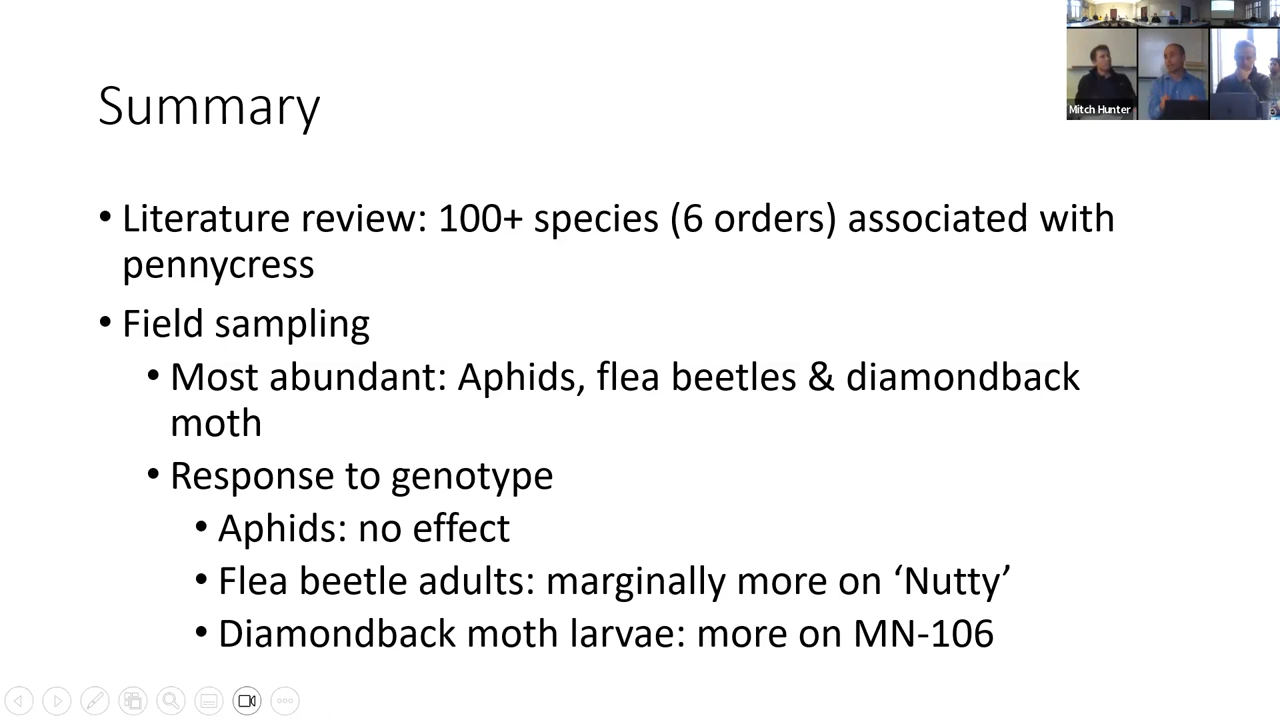 Summary
Mitch Hunter
• Literature review: 100+ species (6 orders) associated with
pennycress
• Field sampling
• Most abundant: Aphids, flea beetles & diamondback
moth
• Response to genotype
• Aphids: no effect
• Flea beetle adults: marginally more on ‘Nutty’
• Diamondback moth larvae: more on MN-106